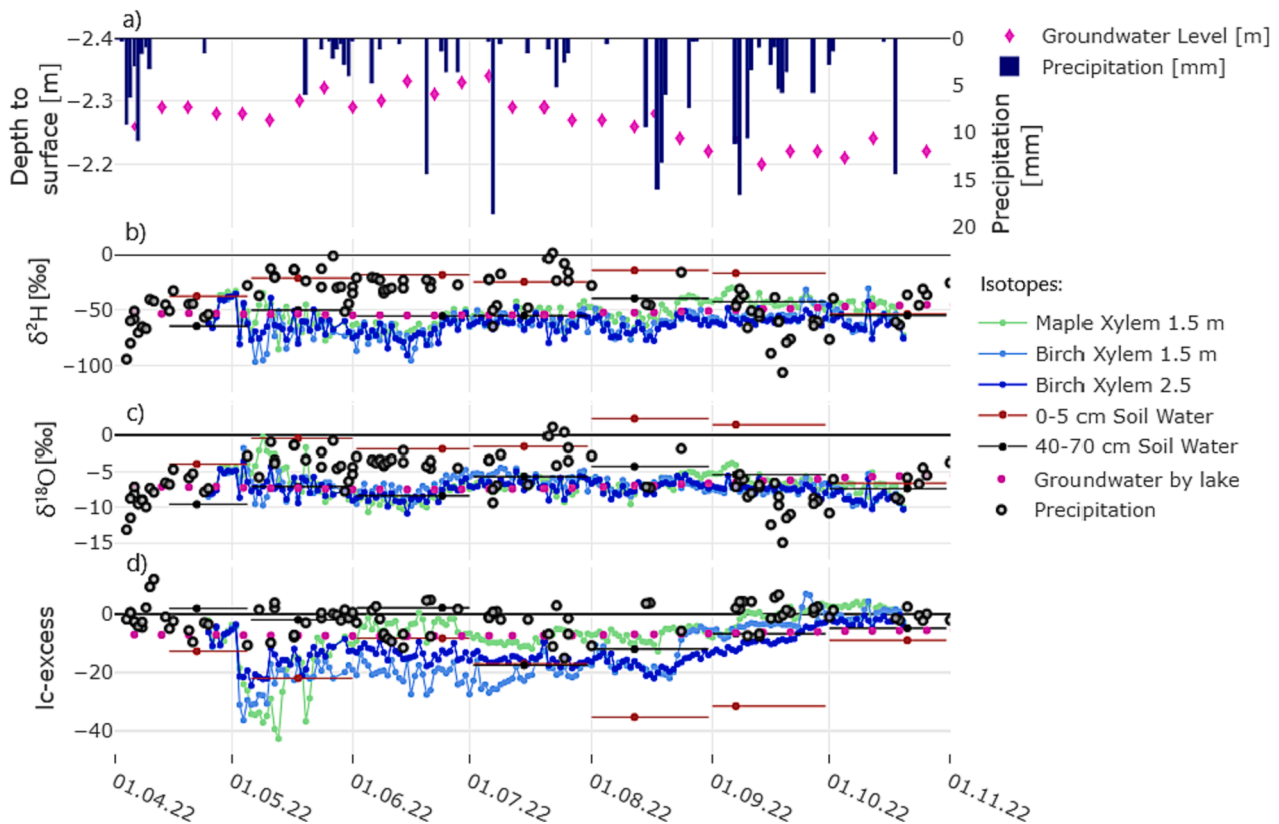 a)
−2.4
−2.3
−2.2
Depth to
surface [m]
0
5
10
15
20
Precipitation
[mm]
Groundwater Level [m]
Precipitation [mm]
b)
0
−50
−100
δ²H [‰]
c)
0
−5
−10
−15
δ¹⁸O [‰]
d)
0
−20
−40
lc-excess
01.04.22
01.05.22
01.06.22
01.07.22
01.08.22
01.09.22
01.10.22
01.11.22
Isotopes:
Maple Xylem 1.5 m
Birch Xylem 1.5 m
Birch Xylem 2.5
0-5 cm Soil Water
40-70 cm Soil Water
Groundwater by lake
Precipitation